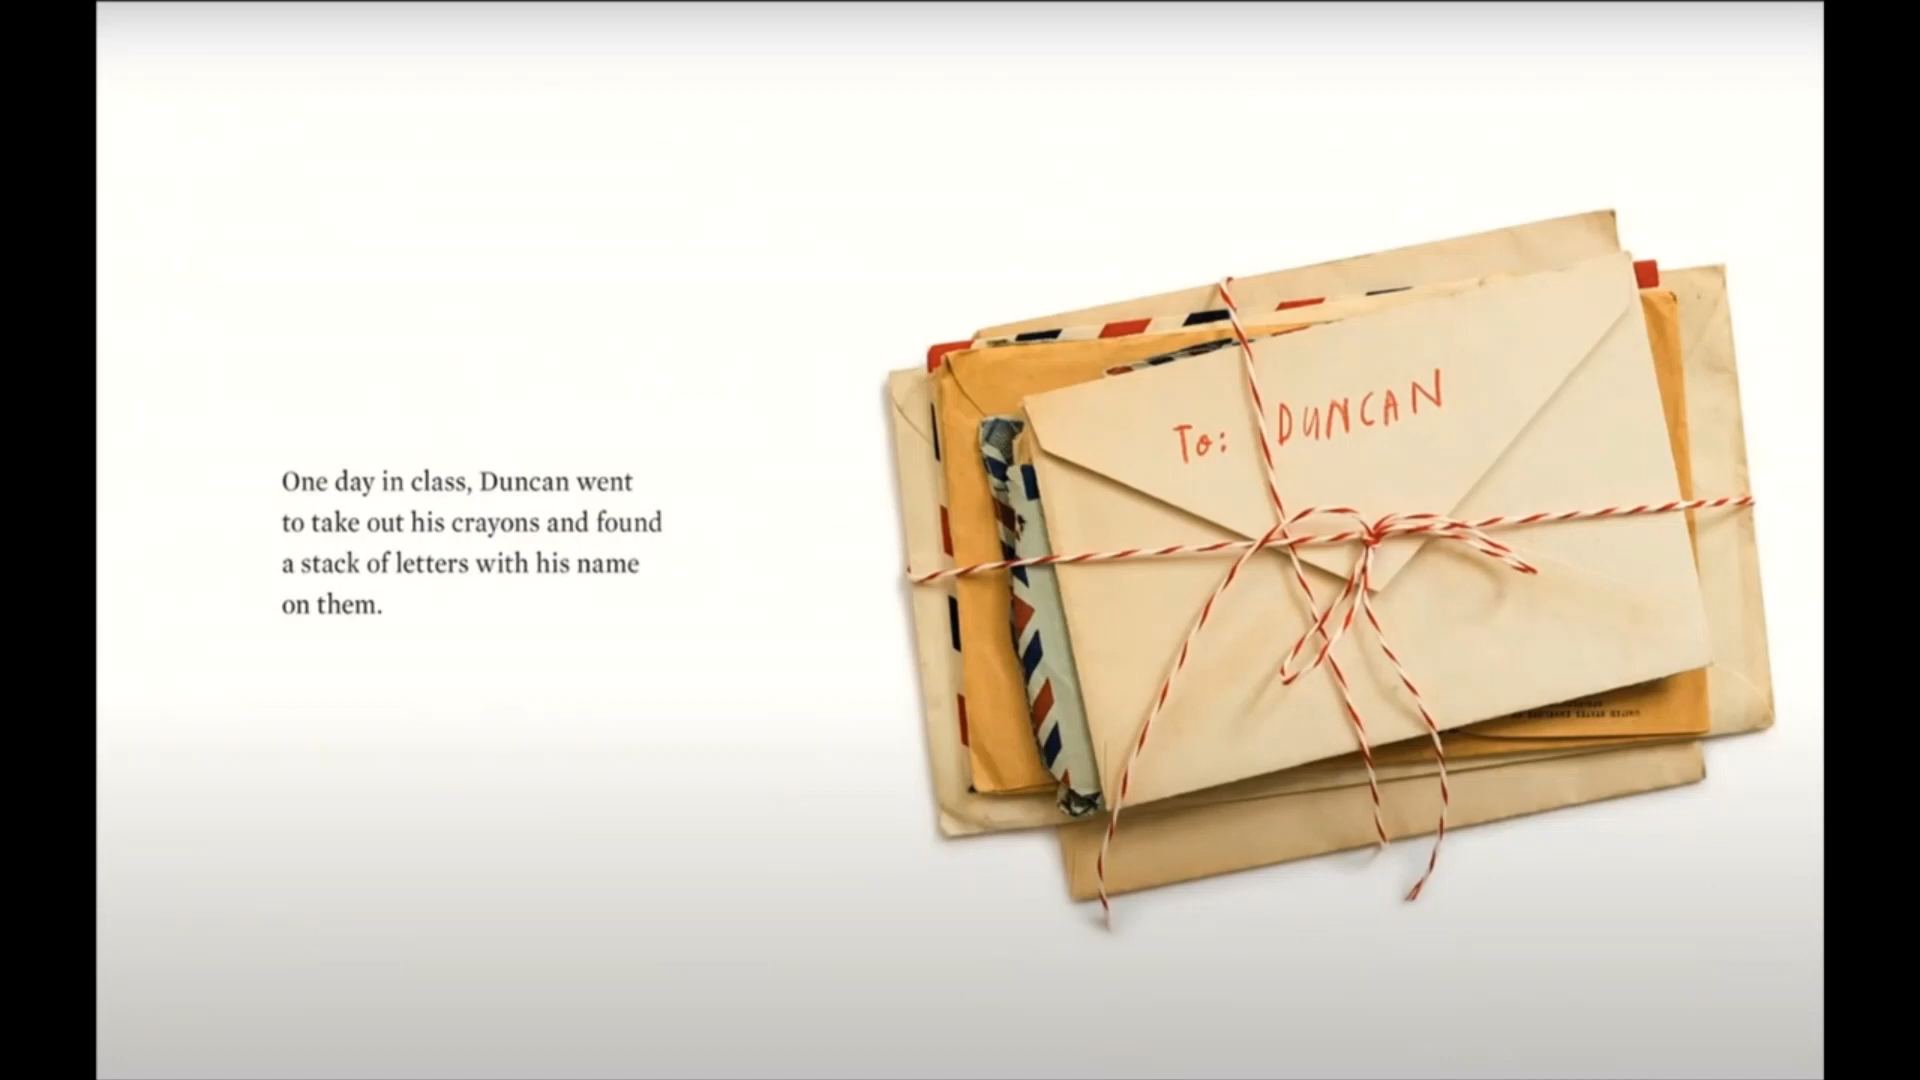 One day in class, Duncan went
to take out his crayons and found
a stack of letters with his name
on them.
To: DUNCAN